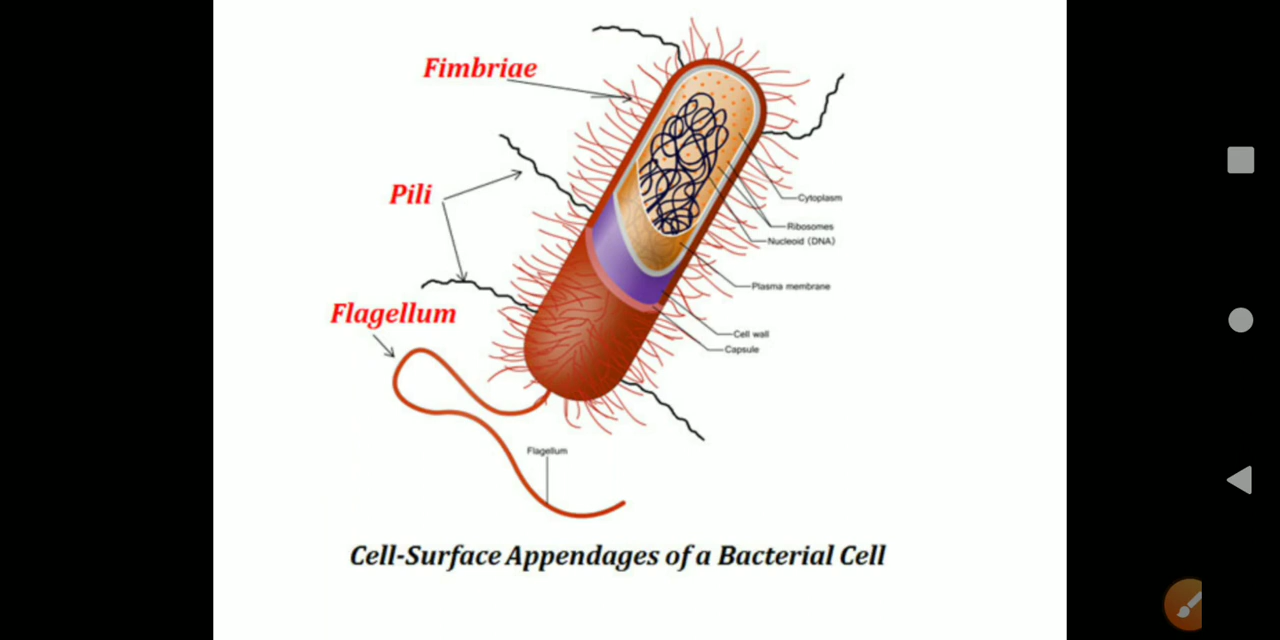 Fimbriae
Pili
Cytoplasm
Ribosomes
Nucleoid (DNA)
Plasma membrane
Flagellum
Cell wall
Capsule
Flagellum
Cell-Surface Appendages of a Bacterial Cell